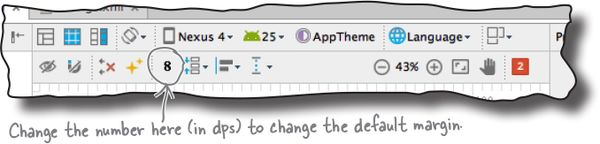 Nexus 4 25 AppTheme Language
8 43% 2
Change the number here (in dps) to change the default margin.